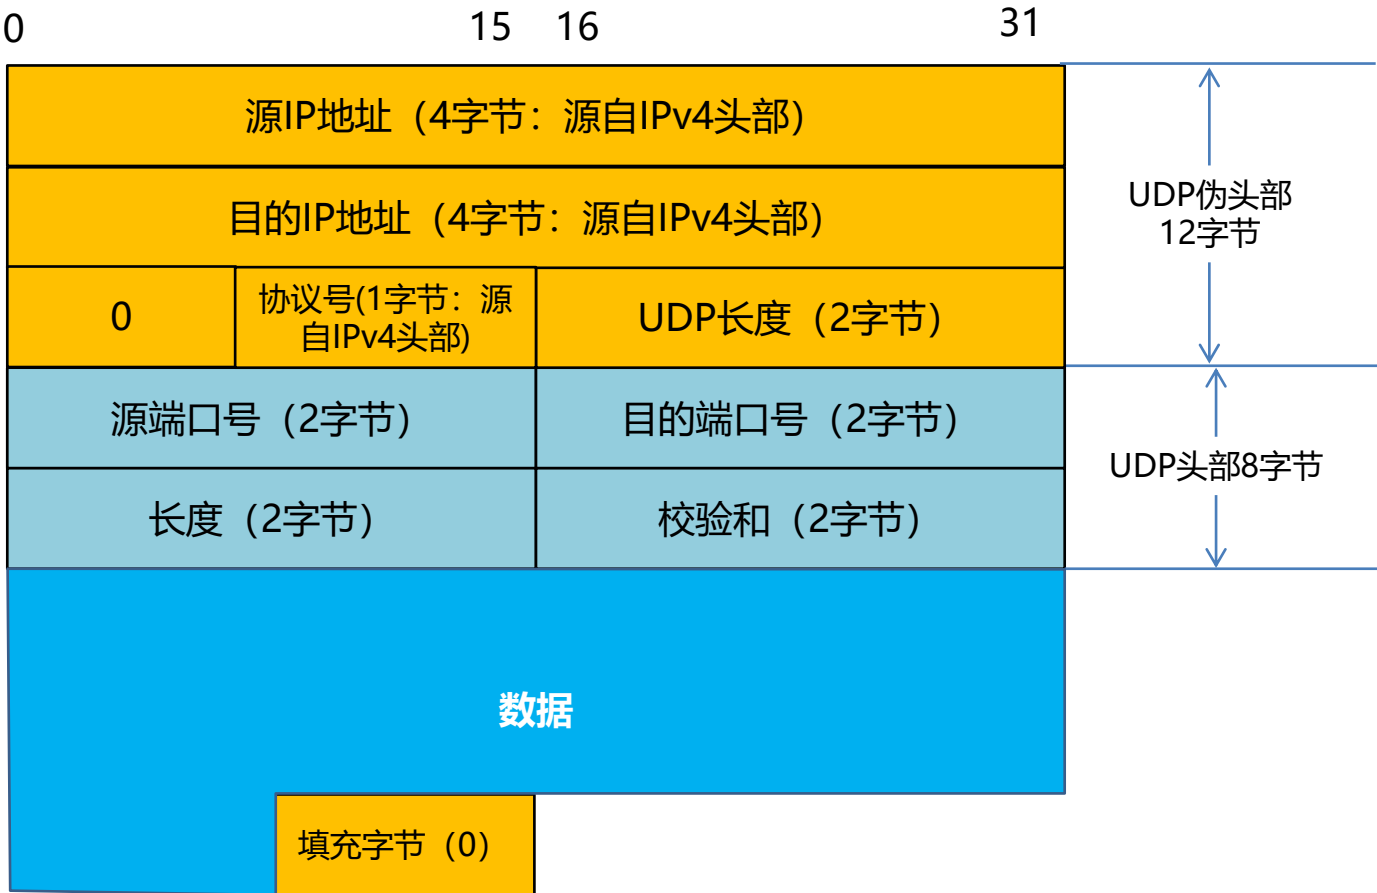 0 15 16 31
源IP地址（4字节：源自IPv4头部）
目的IP地址（4字节：源自IPv4头部）
UDP伪头部
12字节
0
协议号(1字节：源
自IPv4头部)
UDP长度（2字节）
源端口号（2字节）
目的端口号（2字节）
UDP头部8字节
长度（2字节）
校验和（2字节）
数据
填充字节（0）